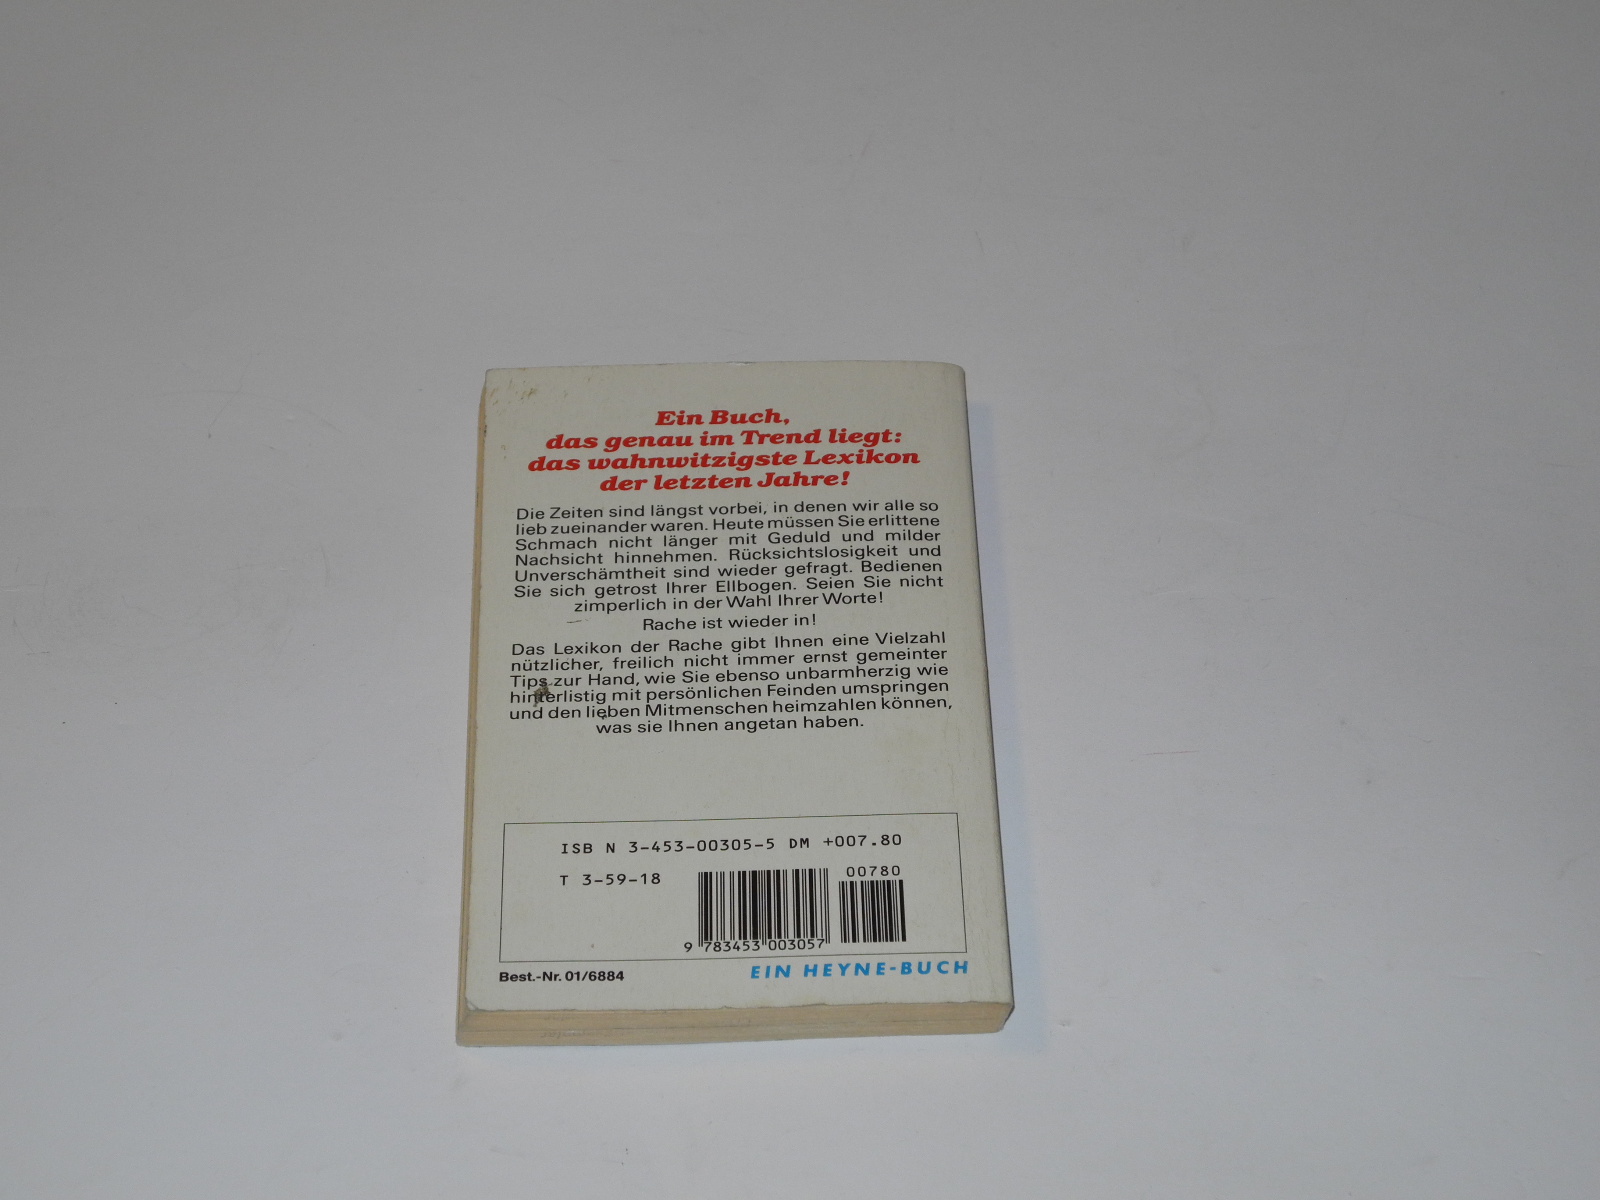 Ein Buch,
das genau im Trend liegt:
das wahnwitzigste Lexikon
der letzten Jahre!
Die Zeiten sind längst vorbei, in denen wir alle so
lieb zueinander waren. Heute müssen Sie erlittene
Schmach nicht länger mit Geduld und milder
Nachsicht hinnehmen. Rücksichtslosigkeit und
Unverschämtheit sind wieder gefragt. Bedienen
Sie sich getrost Ihrer Ellbogen. Seien Sie nicht
zimperlich in der Wahl Ihrer Worte!
Rache ist wieder in!
Das Lexikon der Rache gibt Ihnen eine Vielzahl
nützlicher, freilich nicht immer ernst gemeinter
Tips zur Hand, wie Sie ebenso unbarmherzig wie
hinterlistig mit persönlichen Feinden umspringen
und den lieben Mitmenschen heimzahlen können,
was sie Ihnen angetan haben.
ISB N 3-453-00305-5 DM +007.80
T 3-59-18
00780
9 783453 003057
Best.-Nr. 01/6884
EIN HEYNE-BUCH